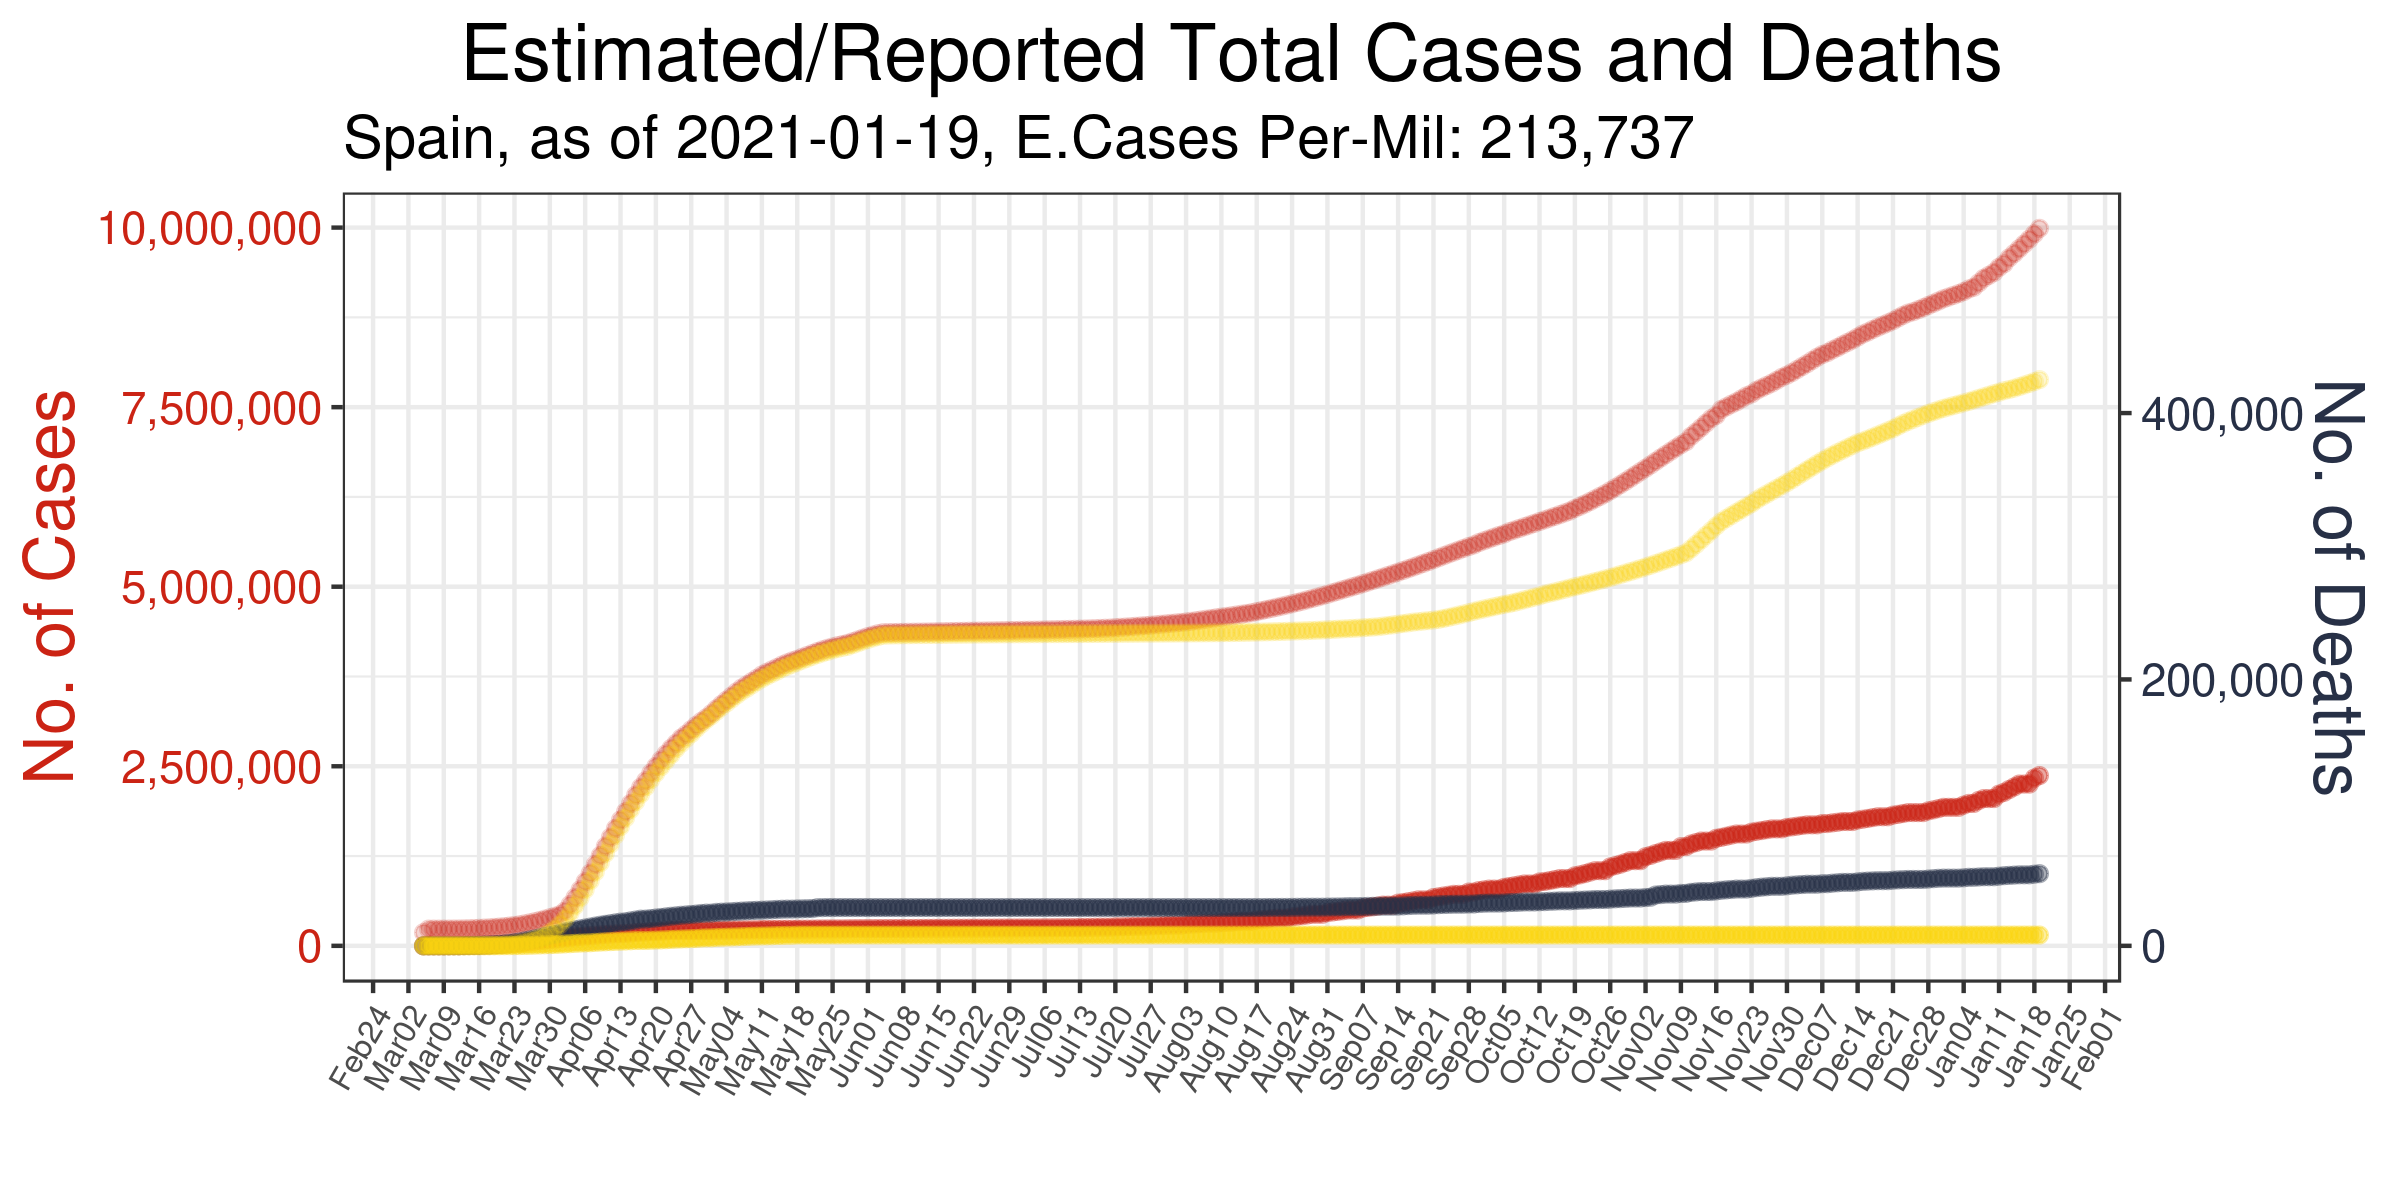 Estimated/Reported Total Cases and Deaths
Spain, as of 2021-01-19, E.Cases Per-Mil: 213,737
No. of Cases
10,000,000
7,500,000
5,000,000
2,500,000
0
400,000
200,000
0
No. of Deaths
Feb24
Mar02
Mar09
Mar16
Mar23
Mar30
Apr06
Apr13
Apr20
Apr27
May04
May11
May18
May25
Jun01
Jun08
Jun15
Jun22
Jun29
Jul06
Jul13
Jul20
Jul27
Aug03
Aug10
Aug17
Aug24
Aug31
Sep07
Sep14
Sep21
Sep28
Oct05
Oct12
Oct19
Oct26
Nov02
Nov09
Nov16
Nov23
Nov30
Dec07
Dec14
Dec21
Dec28
Jan04
Jan11
Jan18
Jan25
Feb01